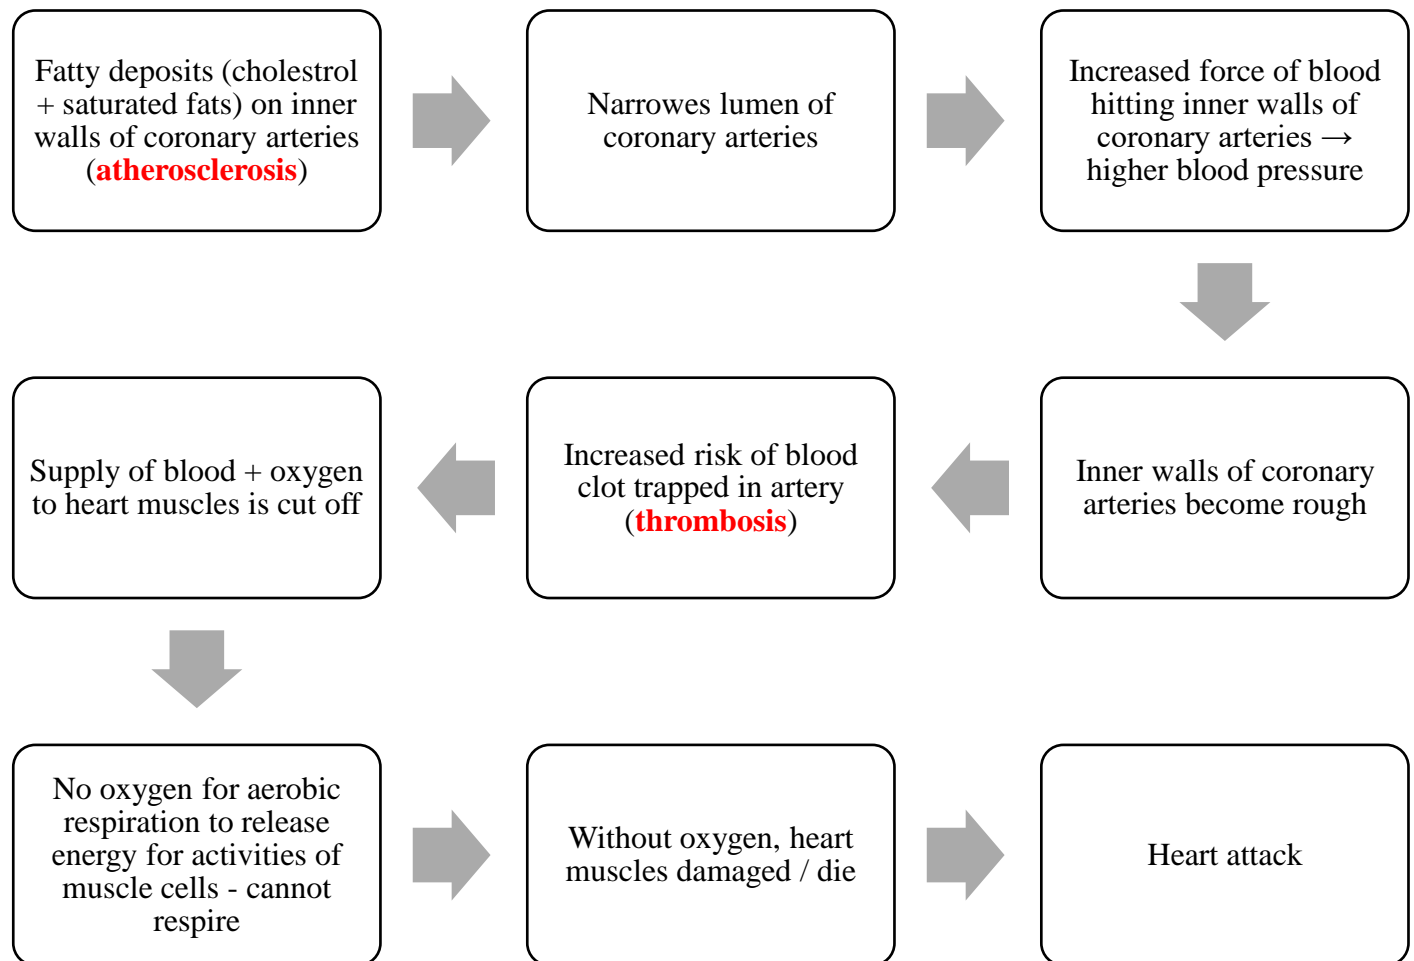 Fatty deposits (cholestrol
+ saturated fats) on inner
walls of coronary arteries
(atherosclerosis)
Narrowes lumen of
coronary arteries
Increased force of blood
hitting inner walls of
coronary arteries →
higher blood pressure
Inner walls of coronary
arteries become rough
Increased risk of blood
clot trapped in artery
(thrombosis)
Supply of blood + oxygen
to heart muscles is cut off
No oxygen for aerobic
respiration to release
energy for activities of
muscle cells - cannot
respire
Without oxygen, heart
muscles damaged / die
Heart attack